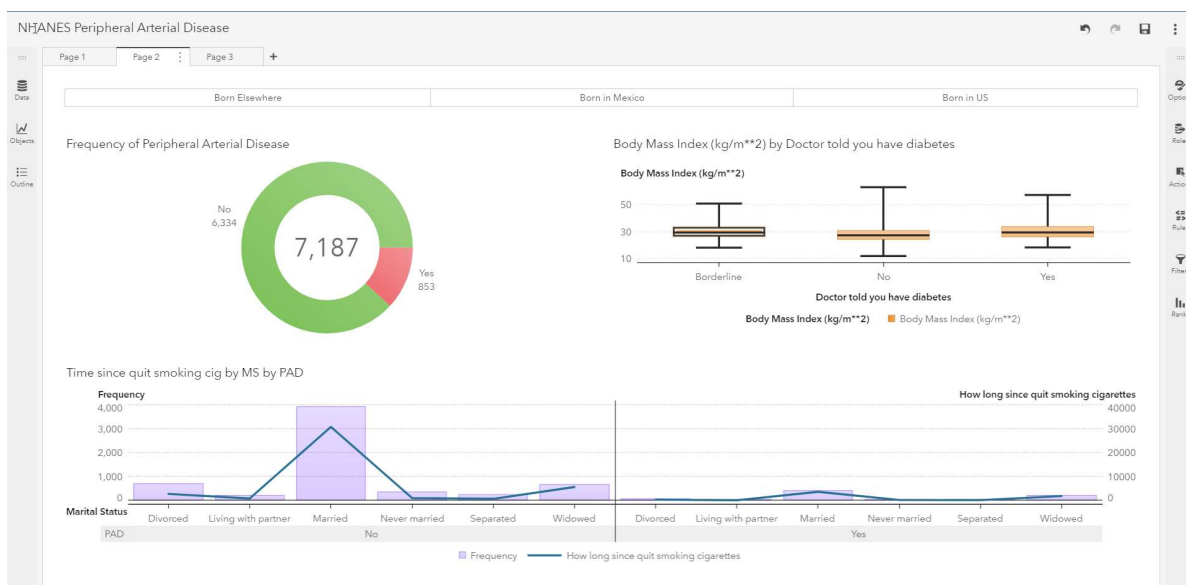 NHANES Peripheral Arterial Disease
Page 1
Page 2
Page 3
+
Data
Objects
Outline
Born Elsewhere
Born in Mexico
Born in US
Frequency of Peripheral Arterial Disease
No
6,334
7,187
Yes
853
Body Mass Index (kg/m**2) by Doctor told you have diabetes
Body Mass Index (kg/m**2)
50
30
10
Borderline
No
Yes
Doctor told you have diabetes
Body Mass Index (kg/m**2)
Body Mass Index (kg/m**2)
Time since quit smoking cig by MS by PAD
Frequency
How long since quit smoking cigarettes
4,000
3,000
2,000
1,000
0
40000
30000
20000
10000
0
Marital Status
Divorced Living with partner Married Never married Separated Widowed Divorced Living with partner Married Never married Separated Widowed
PAD No Yes
Frequency How long since quit smoking cigarettes
Optio
Role
Action
Rule
Filter
Rank